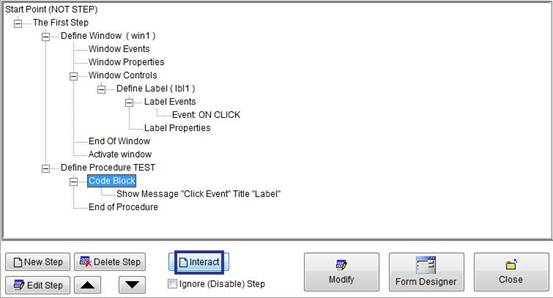 Start Point (NOT STEP)
The First Step
Define Window ( win1 )
Window Events
Window Properties
Window Controls
Define Label ( lbl1 )
Label Events
Event: ON CLICK
Label Properties
End Of Window
Activate window
Define Procedure TEST
Code Block
Show Message "Click Event" Title "Label"
End of Procedure
New Step Delete Step Interact
Edit Step Ignore (Disable) Step
Modify Form Designer Close